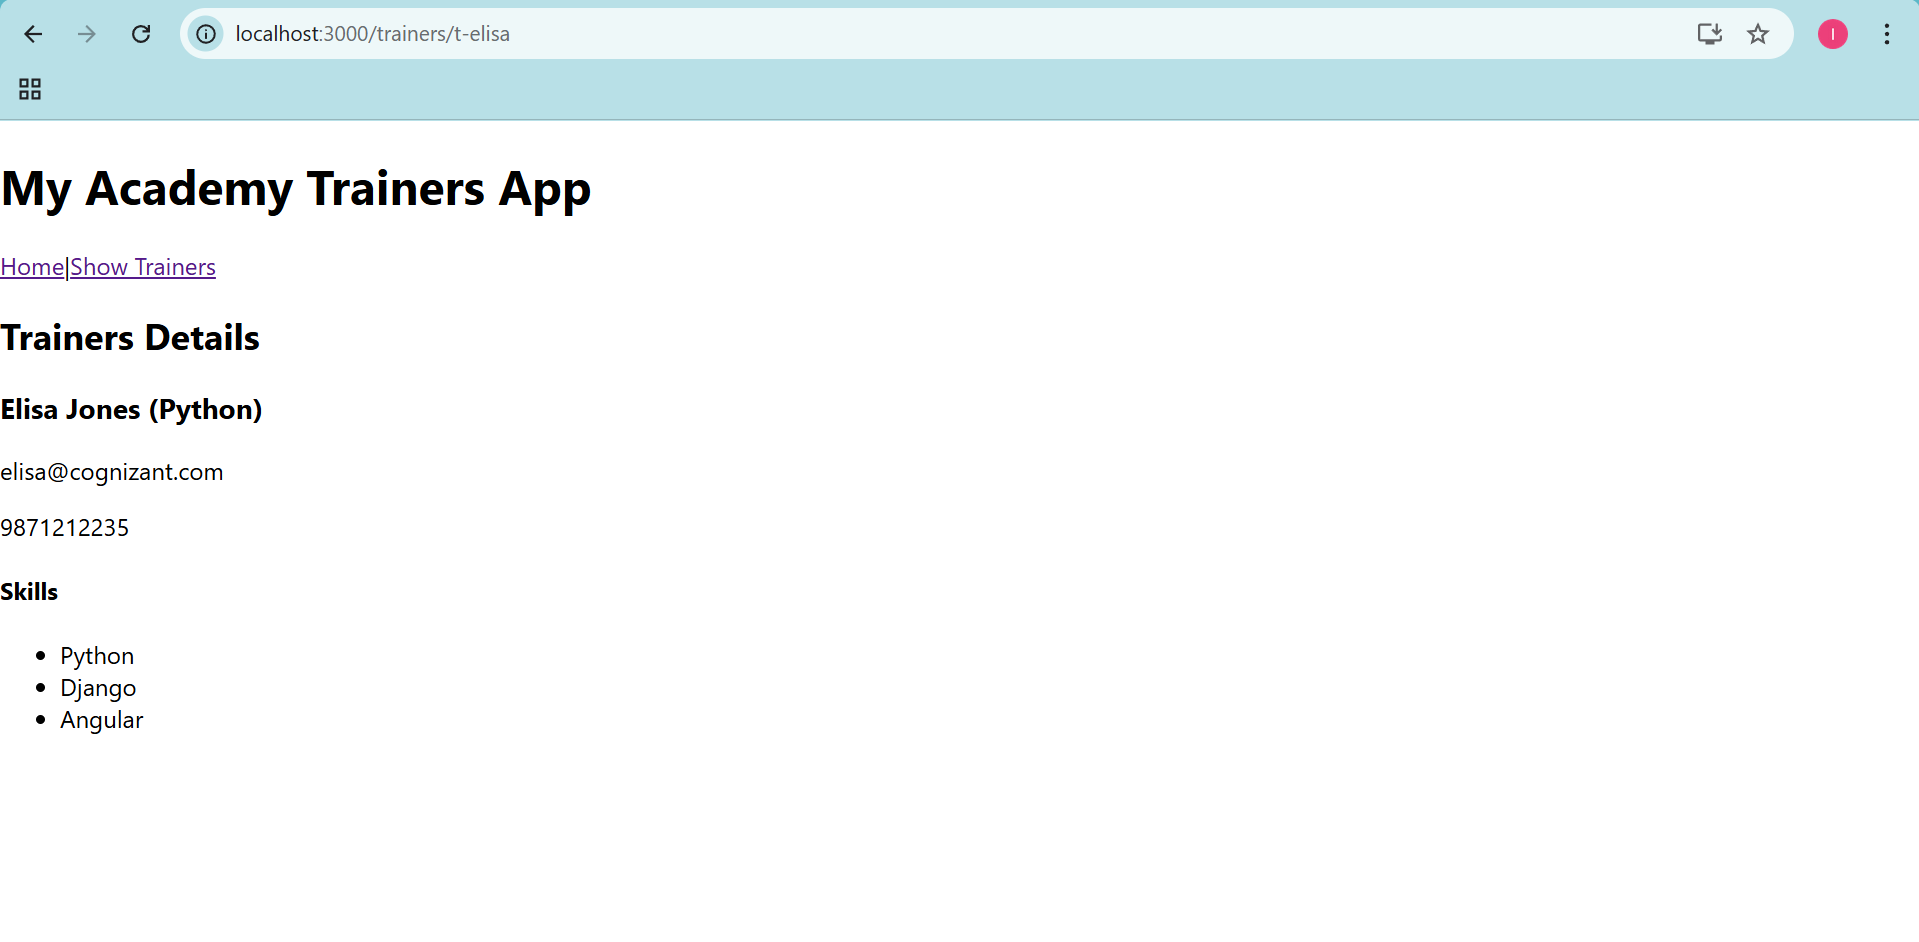 localhost:3000/trainers/t-elisa
I
My Academy Trainers App
Home|Show Trainers
Trainers Details
Elisa Jones (Python)
elisa@cognizant.com
9871212235
Skills
Python
Django
Angular